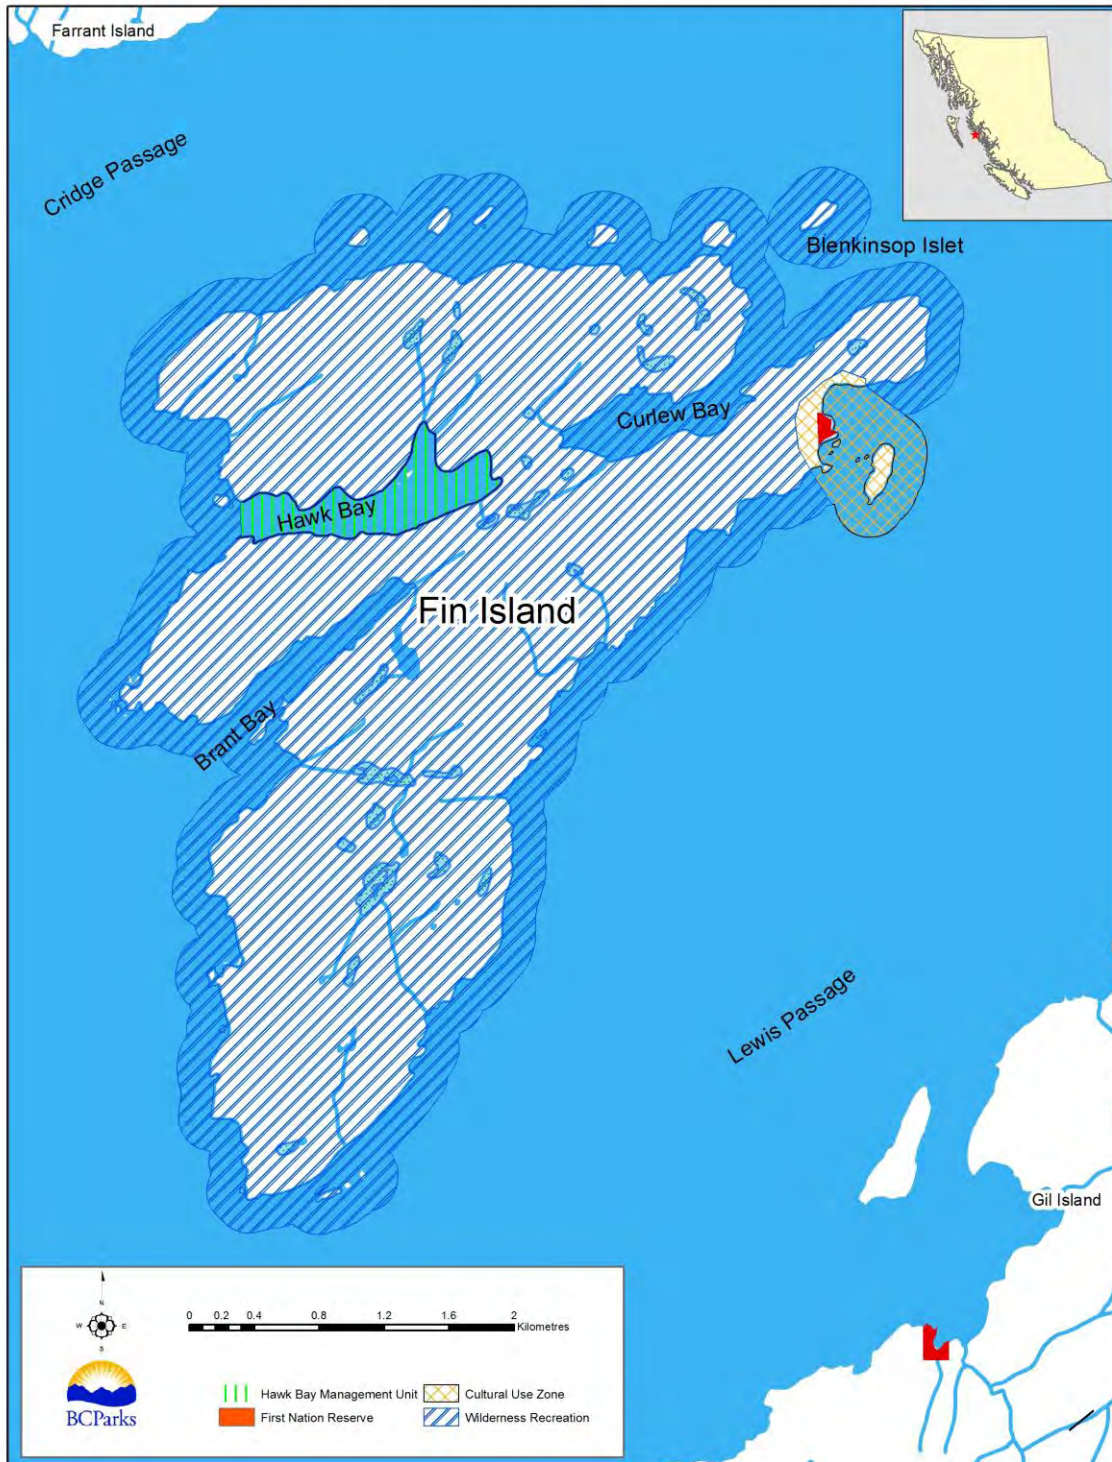 Farrant Island
Cridge Passage
Blenkinsop Islet
Curlew Bay
Hawk Bay
Fin Island
Brant Bay
Lewis Passage
Gil Island
N
W E
S
0 0.2 0.4 0.8 1.2 1.6 2
Kilometres
BCParks
Hawk Bay Management Unit
Cultural Use Zone
First Nation Reserve
Wilderness Recreation